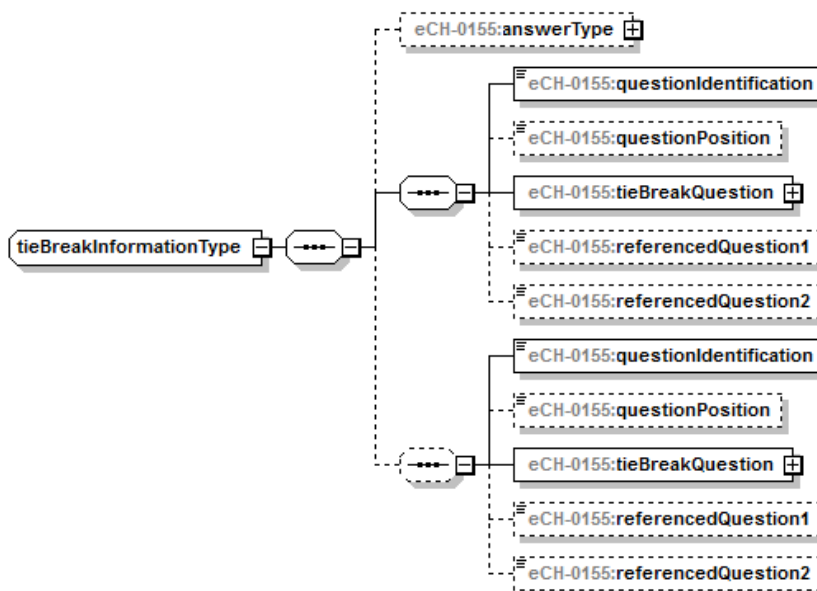 eCH-0155:answerType
eCH-0155:questionIdentification
eCH-0155:questionPosition
eCH-0155:tieBreakQuestion
tieBreakInformationType
eCH-0155:referencedQuestion1
eCH-0155:referencedQuestion2
eCH-0155:questionIdentification
eCH-0155:questionPosition
eCH-0155:tieBreakQuestion
eCH-0155:referencedQuestion1
eCH-0155:referencedQuestion2